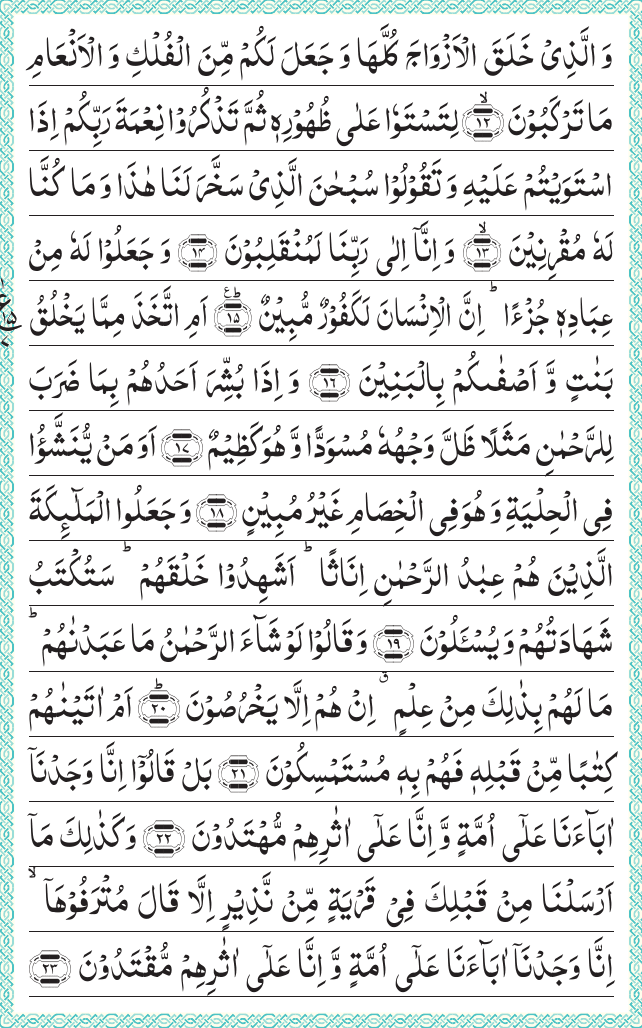 وَ الَّذِیْ خَلَقَ الْاَزْوَاجَ كُلَّهَا وَ جَعَلَ لَكُمْ مِّنَ الْفُلْكِ وَ الْاَنْعَامِ
مَا تَرْكَبُوْنَ ﴿۱۲﴾ۙ لِتَسْتَوٗا عَلٰى ظُهُوْرِهٖ ثُمَّ تَذْكُرُوْا نِعْمَةَ رَبِّكُمْ اِذَا
اسْتَوَیْتُمْ عَلَیْهِ وَ تَقُوْلُوْا سُبْحٰنَ الَّذِیْ سَخَّرَ لَنَا هٰذَا وَ مَا كُنَّا
لَهٗ مُقْرِنِیْنَ ﴿۱۳﴾ۙ وَ اِنَّاۤ اِلٰى رَبِّنَا لَمُنْقَلِبُوْنَ ﴿۱۴﴾ وَ جَعَلُوْا لَهٗ مِنْ
عِبَادِهٖ جُزْءًا ؕ اِنَّ الْاِنْسَانَ لَكَفُوْرٌ مُّبِیْنٌ ﴿۱۵﴾ؕ ع اَمِ اتَّخَذَ مِمَّا یَخْلُقُ
بَنٰتٍ وَّ اَصْفٰىكُمْ بِالْبَنِیْنَ ﴿۱۶﴾ وَ اِذَا بُشِّرَ اَحَدُهُمْ بِمَا ضَرَبَ
لِلرَّحْمٰنِ مَثَلًا ظَلَّ وَجْهُهٗ مُسْوَدًّا وَّ هُوَ كَظِیْمٌ ﴿۱۷﴾ اَوَ مَنْ یُّنَشَّؤُا
فِی الْحِلْیَةِ وَ هُوَ فِی الْخِصَامِ غَیْرُ مُبِیْنٍ ﴿۱۸﴾ وَ جَعَلُوا الْمَلٰٓىِٕكَةَ
الَّذِیْنَ هُمْ عِبٰدُ الرَّحْمٰنِ اِنَاثًا ؕ اَشَهِدُوْا خَلْقَهُمْ ؕ سَتُكْتَبُ
شَهَادَتُهُمْ وَ یُسْـَٔلُوْنَ ﴿۱۹﴾ وَ قَالُوْا لَوْ شَآءَ الرَّحْمٰنُ مَا عَبَدْنٰهُمْ ؕ
مَا لَهُمْ بِذٰلِكَ مِنْ عِلْمٍ ۗ اِنْ هُمْ اِلَّا یَخْرُصُوْنَ ﴿۲۰﴾ؕ اَمْ اٰتَیْنٰهُمْ
كِتٰبًا مِّنْ قَبْلِهٖ فَهُمْ بِهٖ مُسْتَمْسِكُوْنَ ﴿۲۱﴾ بَلْ قَالُوْۤا اِنَّا وَجَدْنَاۤ
اٰبَآءَنَا عَلٰۤى اُمَّةٍ وَّ اِنَّا عَلٰۤى اٰثٰرِهِمْ مُّهْتَدُوْنَ ﴿۲۲﴾ وَ كَذٰلِكَ مَاۤ
اَرْسَلْنَا مِنْ قَبْلِكَ فِیْ قَرْیَةٍ مِّنْ نَّذِیْرٍ اِلَّا قَالَ مُتْرَفُوْهَاۤ ۙ
اِنَّا وَجَدْنَاۤ اٰبَآءَنَا عَلٰۤى اُمَّةٍ وَّ اِنَّا عَلٰۤى اٰثٰرِهِمْ مُّقْتَدُوْنَ ﴿۲۳﴾